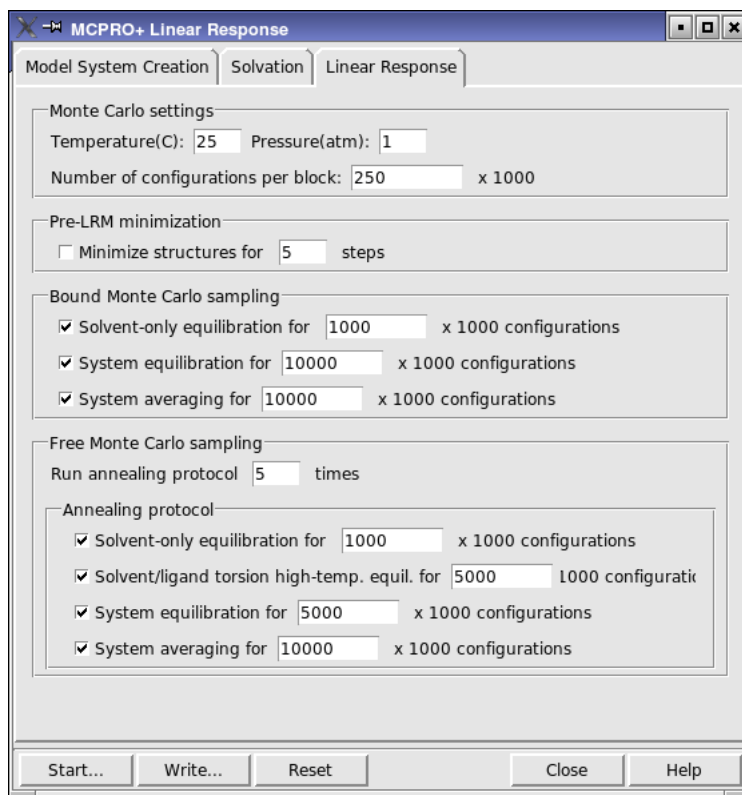 MCPRO+ Linear Response
Model System Creation Solvation Linear Response
Monte Carlo settings
Temperature(C): 25 Pressure(atm): 1
Number of configurations per block: 250 x 1000
Pre-LRM minimization
Minimize structures for 5 steps
Bound Monte Carlo sampling
Solvent-only equilibration for 1000 x 1000 configurations
System equilibration for 10000 x 1000 configurations
System averaging for 10000 x 1000 configurations
Free Monte Carlo sampling
Run annealing protocol 5 times
Annealing protocol
Solvent-only equilibration for 1000 x 1000 configurations
Solvent/ligand torsion high-temp. equil. for 5000 1000 configuratic
System equilibration for 5000 x 1000 configurations
System averaging for 10000 x 1000 configurations
Start... Write... Reset Close Help